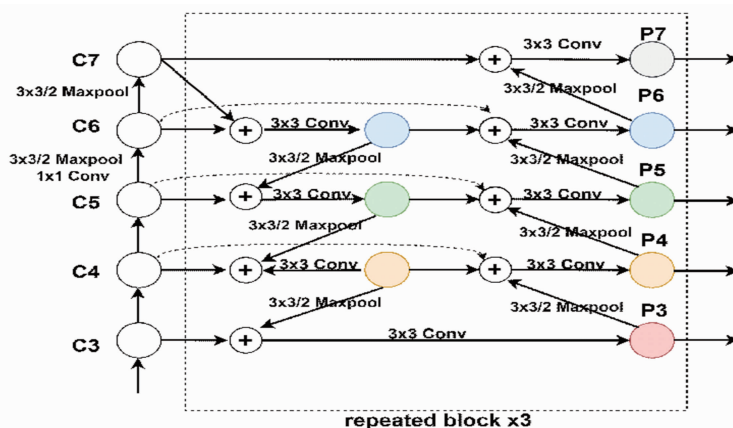 P7
C7
3x3 Conv
+
3x3/2 Maxpool
3x3/2 Maxpool
P6
C6
3x3 Conv
3x3 Conv
+
+
3x3/2 Maxpool
1x1 Conv
3x3/2 Maxpool
3x3/2 Maxpool
P5
C5
3x3 Conv
3x3 Conv
+
+
3x3/2 Maxpool
3x3/2 Maxpool
P4
C4
3x3 Conv
3x3 Conv
+
+
3x3/2 Maxpool
3x3/2 Maxpool
P3
C3
+
3x3 Conv
repeated block x3